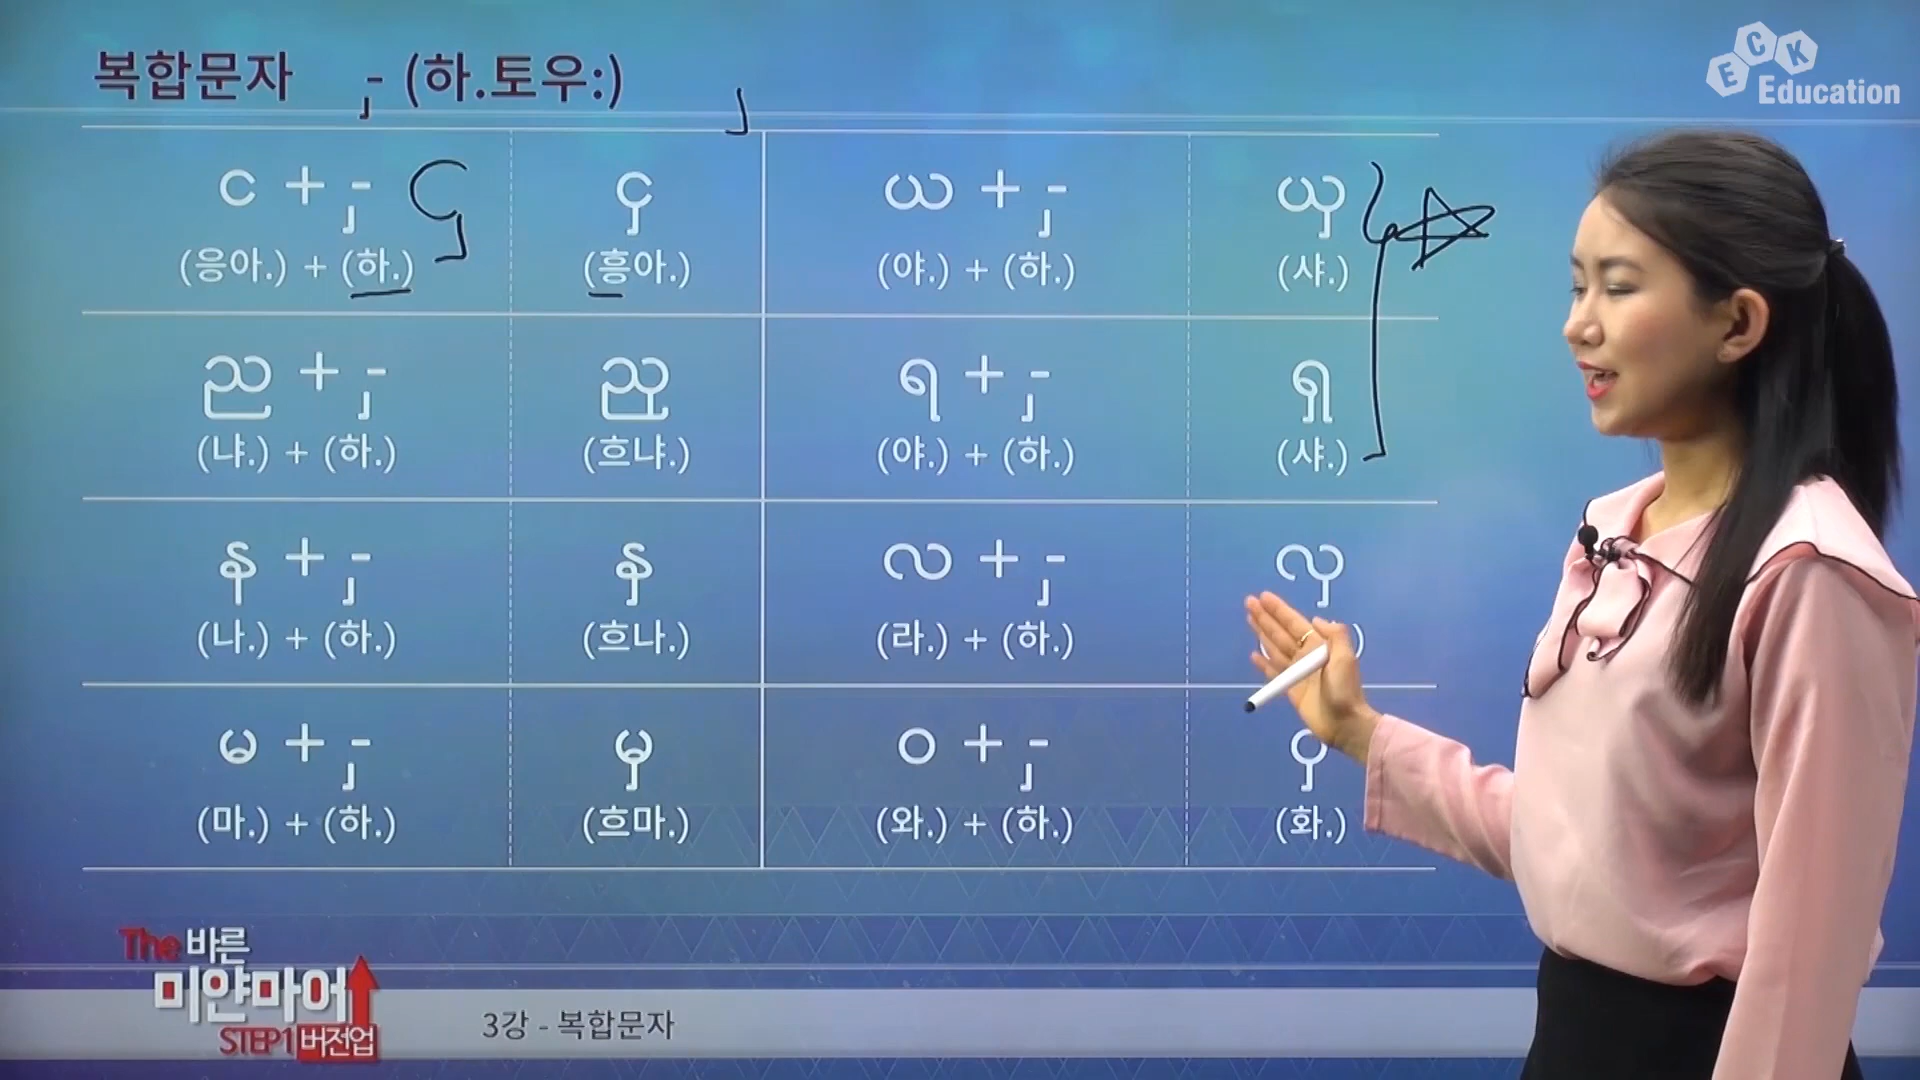 ECK
Education
복합문자 -ှ (하.토우:)
င + -ှ ငှ ယ + -ှ ယှ
(응아.) + (하.) (흥아.) (야.) + (하.) (샤.)
ည + -ှ ညှ ရ + -ှ ရှ
(냐.) + (하.) (흐냐.) (야.) + (하.) (샤.)
န + -ှ နှ လ + -ှ လှ
(나.) + (하.) (흐나.) (라.) + (하.)
မ + -ှ မှ ဝ + -ှ ဝှ
(마.) + (하.) (흐마.) (와.) + (하.) (화.)
The 바른
미얀마어
STEP1 버전업
3강 - 복합문자